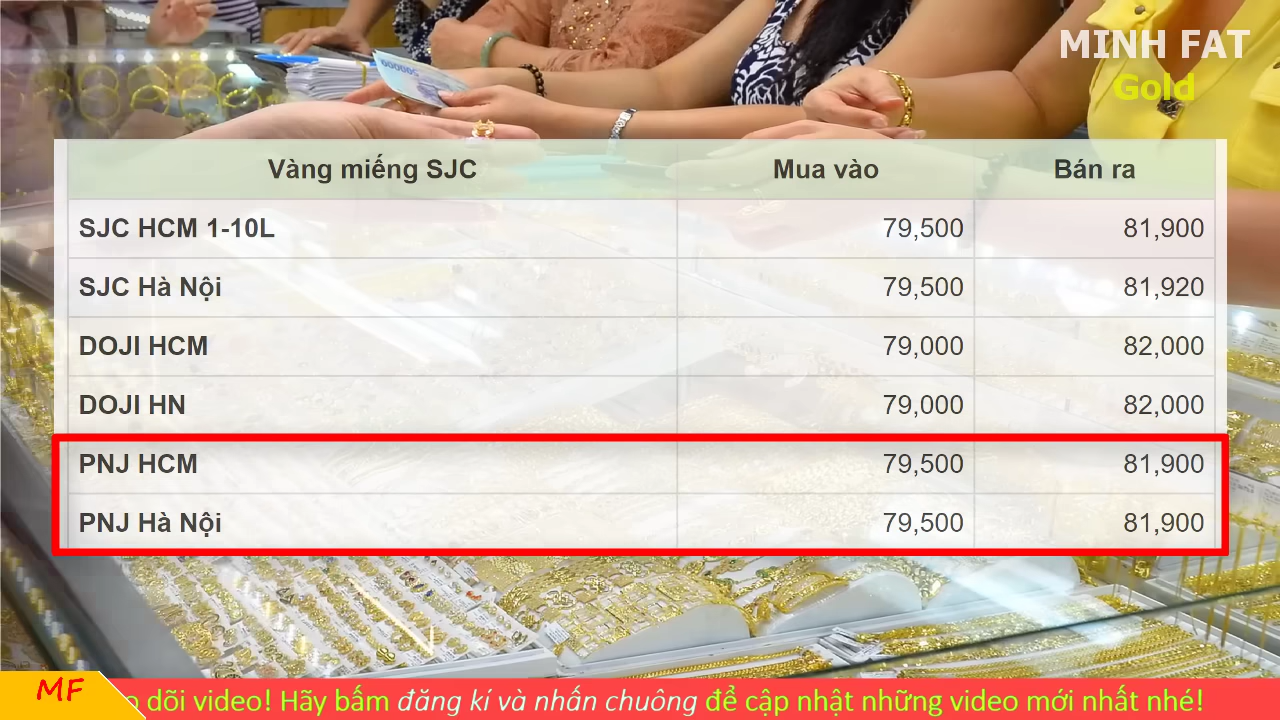 MINH FAT
Gold
500000
Vàng miếng SJC Mua vào Bán ra
SJC HCM 1-10L 79,500 81,900
SJC Hà Nội 79,500 81,920
DOJI HCM 79,000 82,000
DOJI HN 79,000 82,000
PNJ HCM 79,500 81,900
PNJ Hà Nội 79,500 81,900
MF dõi video! Hãy bấm đăng kí và nhấn chuông để cập nhật những video mới nhất nhé!